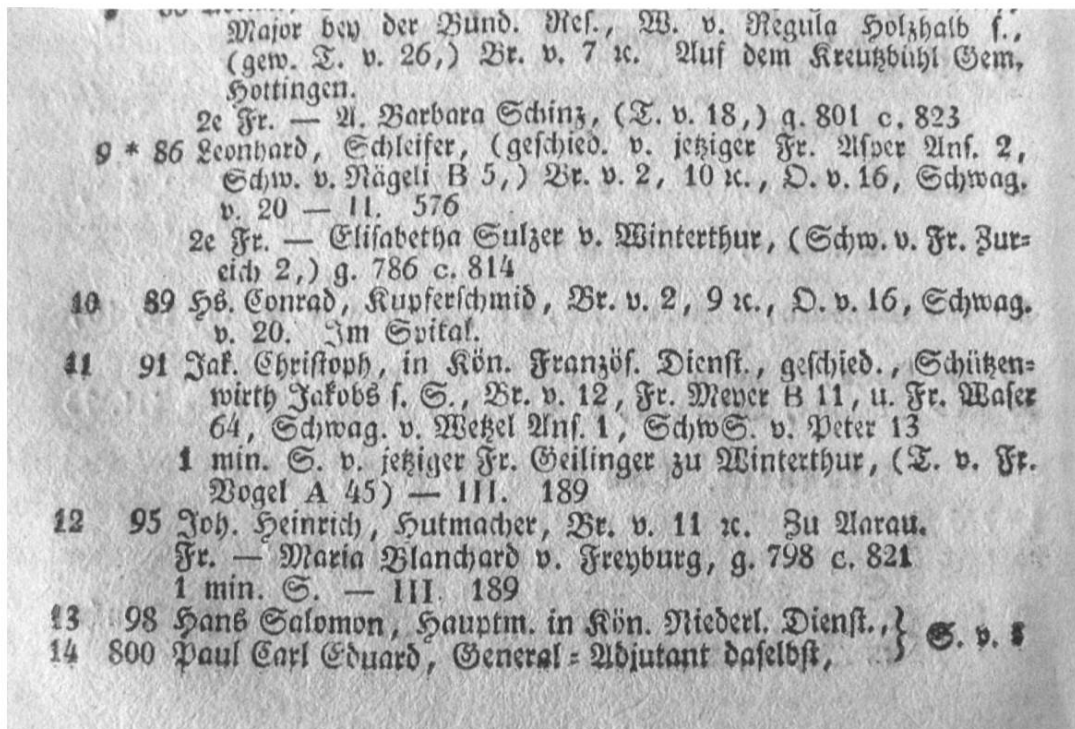 Major bey der Bund. Res., W. v. Regula Holzhalb s.,
(gew. T. v. 26,) Br. v. 7 ꝛc. Auf dem Kreutzbühl Gem.
Hottingen.
2e Fr. — A. Barbara Schinz, (T. v. 18,) g. 801 c. 823
9 * 86 Leonhard, Schleifer, (geschied. v. jetziger Fr. Asper Ans. 2,
Schw. v. Nägeli B 5,) Br. v. 2, 10 ꝛc., O. v. 16, Schwag.
v. 20 — II. 576
2e Fr. — Elisabetha Sulzer v. Winterthur, (Schw. v. Fr. Zur=
eich 2,) g. 786 c. 814
10 89 Hs. Conrad, Kupferschmid, Br. v. 2, 9 ꝛc., O. v. 16, Schwag.
v. 20. Im Spital.
11 91 Jak. Christoph, in Kön. Französ. Dienst., geschied., Schützen=
wirth Jakobs s. S., Br. v. 12, Fr. Meyer B 11, u. Fr. Waser
64, Schwag. v. Wetzel Ans. 1, SchwS. v. Peter 13
1 min. S. v. jetziger Fr. Geilinger zu Winterthur, (T. v. Fr.
Vogel A 45) — III. 189
12 95 Joh. Heinrich, Hutmacher, Br. v. 11 ꝛc. Zu Aarau.
Fr. — Maria Blanchard v. Freyburg, g. 798 c. 821
1 min. S. — III. 189
13 98 Hans Salomon, Hauptm. in Kön. Niederl. Dienst., } S. v. 8
14 800 Paul Carl Eduard, General=Adjutant daselbst,